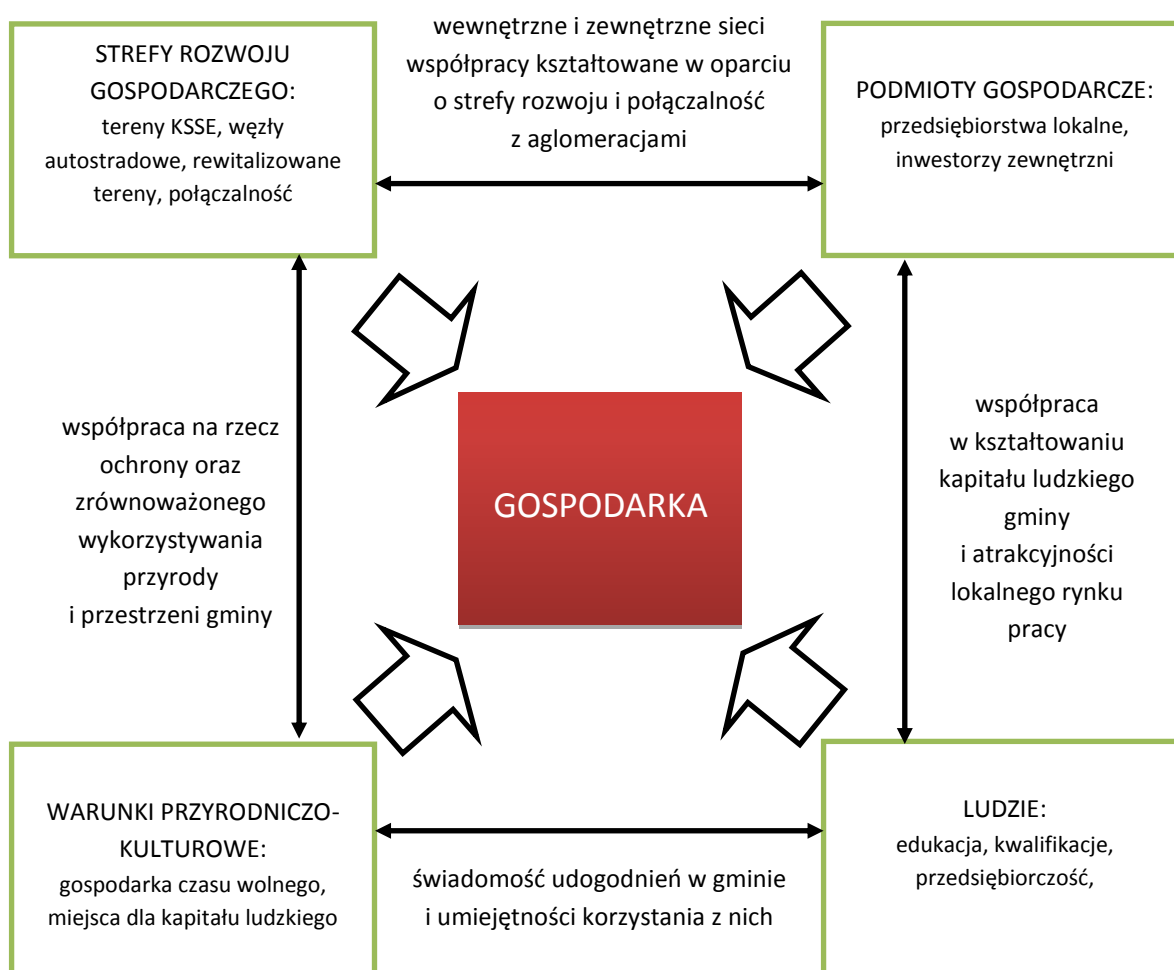 STREFY ROZWOJU
GOSPODARCZEGO:
tereny KSSE, węzły
autostradowe, rewitalizowane
tereny, połączalność
wewnętrzne i zewnętrzne sieci
współpracy kształtowane w oparciu
o strefy rozwoju i połączalność
z aglomeracjami
PODMIOTY GOSPODARCZE:
przedsiębiorstwa lokalne,
inwestorzy zewnętrzni
współpraca na rzecz
ochrony oraz
zrównoważonego
wykorzystywania
przyrody
i przestrzeni gminy
GOSPODARKA
współpraca
w kształtowaniu
kapitału ludzkiego
gminy
i atrakcyjności
lokalnego rynku
pracy
WARUNKI PRZYRODNICZO-
KULTUROWE:
gospodarka czasu wolnego,
miejsca dla kapitału ludzkiego
świadomość udogodnień w gminie
i umiejętności korzystania z nich
LUDZIE:
edukacja, kwalifikacje,
przedsiębiorczość,